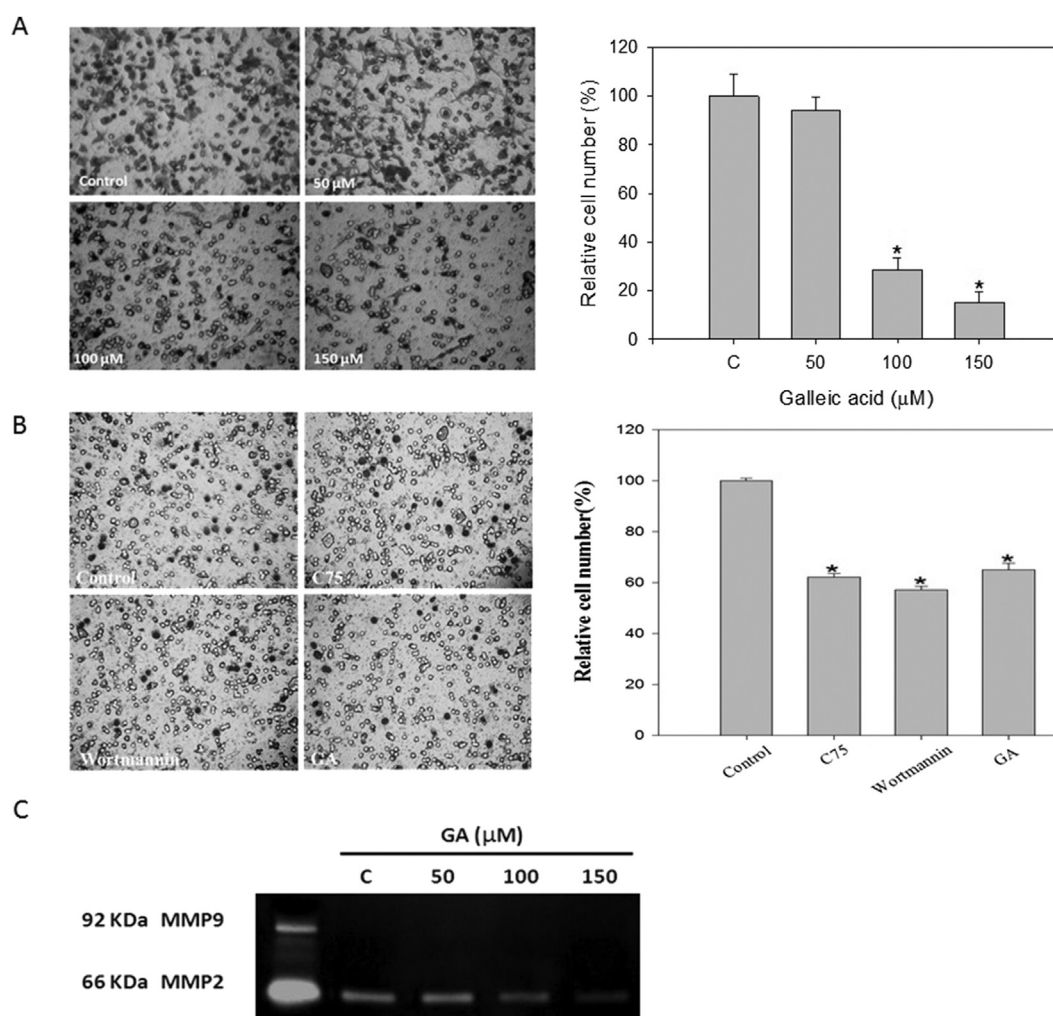 A
Control
50 µM
100 µM
150 µM
Relative cell number (%)
120
100
80
60
40
20
0
C 50 100 150
Galleic acid (µM)
*
*
B
Control
C75
Wortmannin
GA
Relative cell number(%)
120
100
80
60
40
20
0
*
*
*
Control C75 Wortmannin GA
C
GA (µM)
C 50 100 150
92 KDa MMP9
66 KDa MMP2